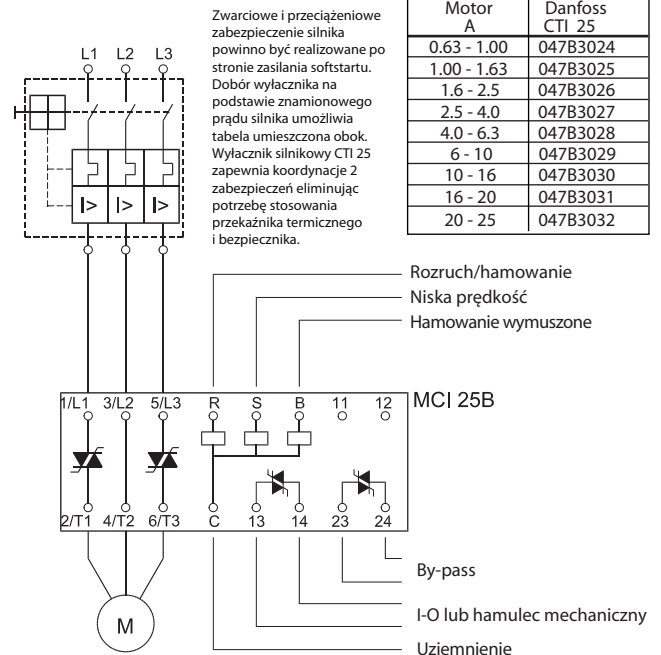 Zwarciowe i przeciążeniowe
zabezpieczenie silnika
powinno być realizowane po
stronie zasilania softstartu.
Dobór wyłacznika na
podstawie znamionowego
prądu silnika umożliwia
tabela umieszczona obok.
Wyłacznik silnikowy CTI 25
zapewnia koordynacje 2
zabezpieczeń eliminując
potrzebę stosowania
przekaźnika termicznego
i bezpiecznika.
Motor A Danfoss CTI 25
0.63 - 1.00 047B3024
1.00 - 1.63 047B3025
1.6 - 2.5 047B3026
2.5 - 4.0 047B3027
4.0 - 6.3 047B3028
6 - 10 047B3029
10 - 16 047B3030
16 - 20 047B3031
20 - 25 047B3032
L1 L2 L3
I> I> I>
Rozruch/hamowanie
Niska prędkość
Hamowanie wymuszone
MCI 25B
1/L1 3/L2 5/L3 R S B 11 12
2/T1 4/T2 6/T3 C 13 14 23 24
By-pass
I-O lub hamulec mechaniczny
Uziemnienie
M